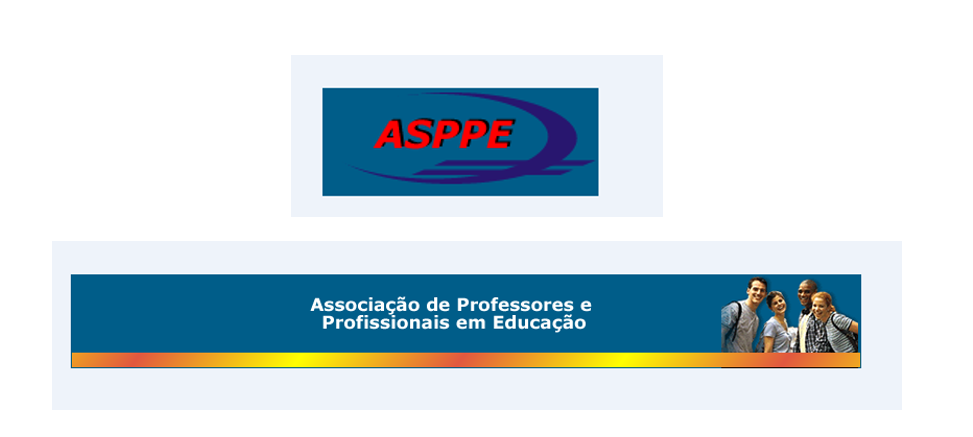 ASPPE
Associação de Professores e
Profissionais em Educação